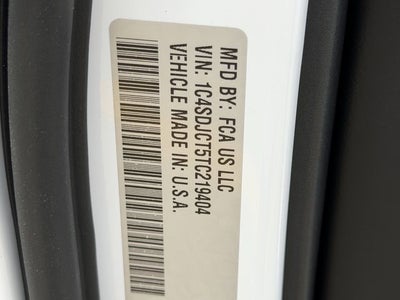 MFD BY: FCA US LLC
VIN: 1C4SDJCT5TC219404
VEHICLE MADE IN: U.S.A.